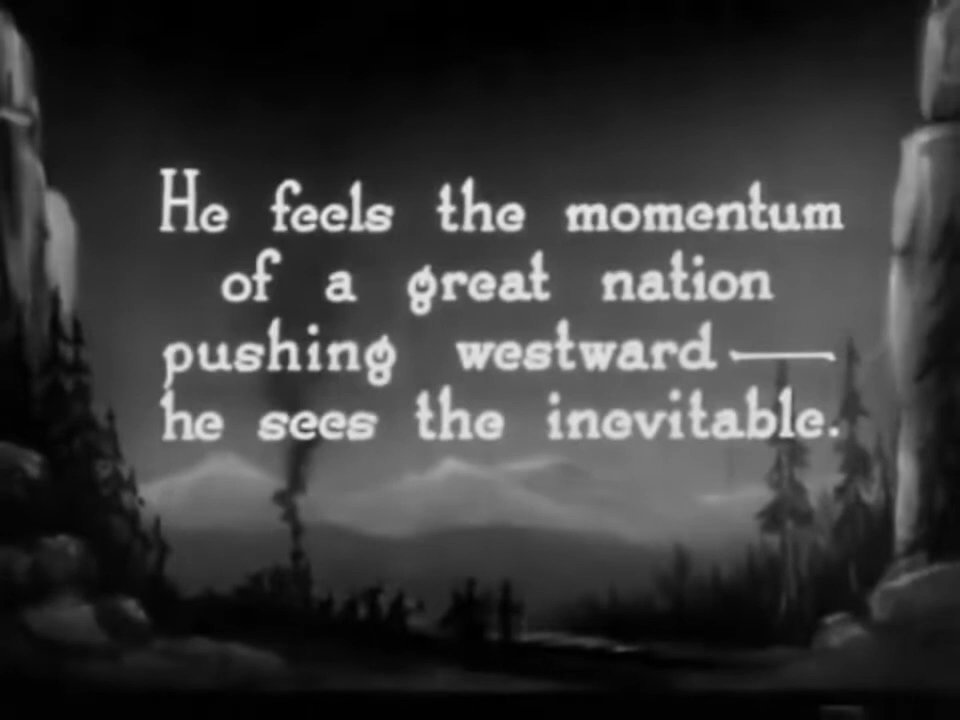 He feels the momentum
of a great nation
pushing westward —
he sees the inevitable.